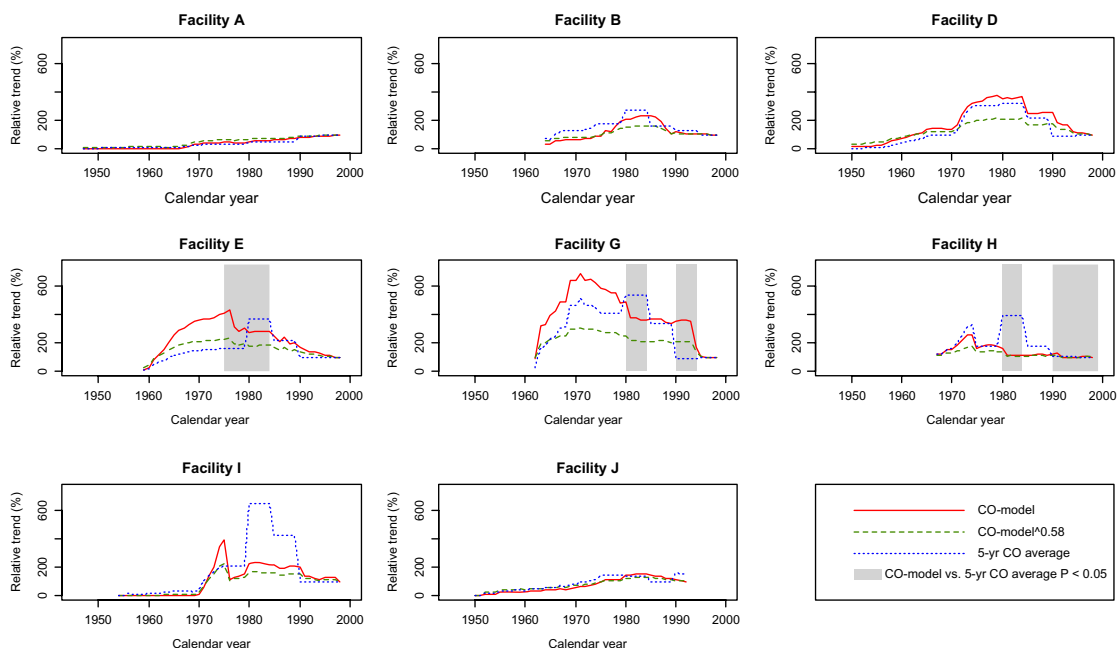 Facility A
Facility B
Facility D
Relative trend (%)
600
200
0
1950 1960 1970 1980 1990 2000
Calendar year
Relative trend (%)
600
200
0
1950 1960 1970 1980 1990 2000
Calendar year
Relative trend (%)
600
200
0
1950 1960 1970 1980 1990 2000
Calendar year
Facility E
Facility G
Facility H
Relative trend (%)
600
200
0
1950 1960 1970 1980 1990 2000
Calendar year
Relative trend (%)
600
200
0
1950 1960 1970 1980 1990 2000
Calendar year
Relative trend (%)
600
200
0
1950 1960 1970 1980 1990 2000
Calendar year
Facility I
Facility J
Relative trend (%)
600
200
0
1950 1960 1970 1980 1990 2000
Calendar year
Relative trend (%)
600
200
0
1950 1960 1970 1980 1990 2000
Calendar year
CO-model
CO-model^0.58
5-yr CO average
CO-model vs. 5-yr CO average P < 0.05